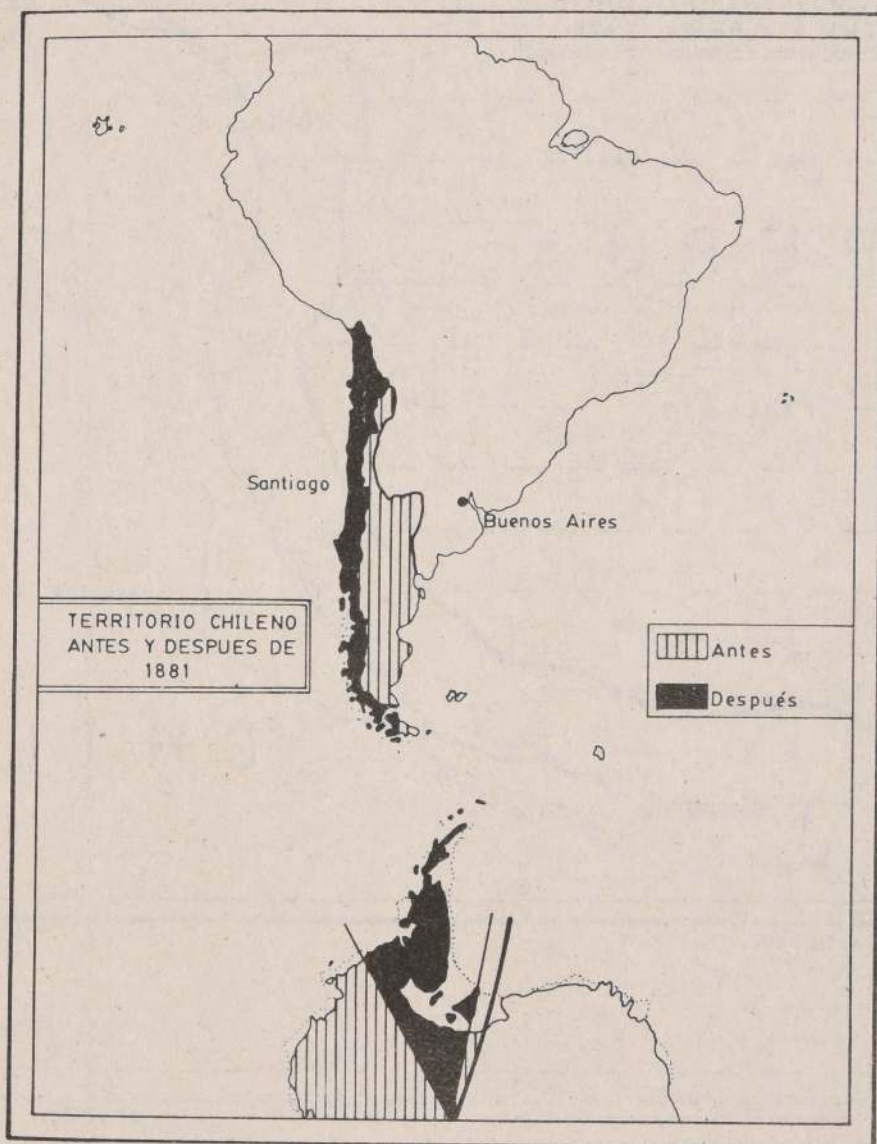 Santiago
Buenos Aires
TERRITORIO CHILENO
ANTES Y DESPUES DE
1881
Antes
Después